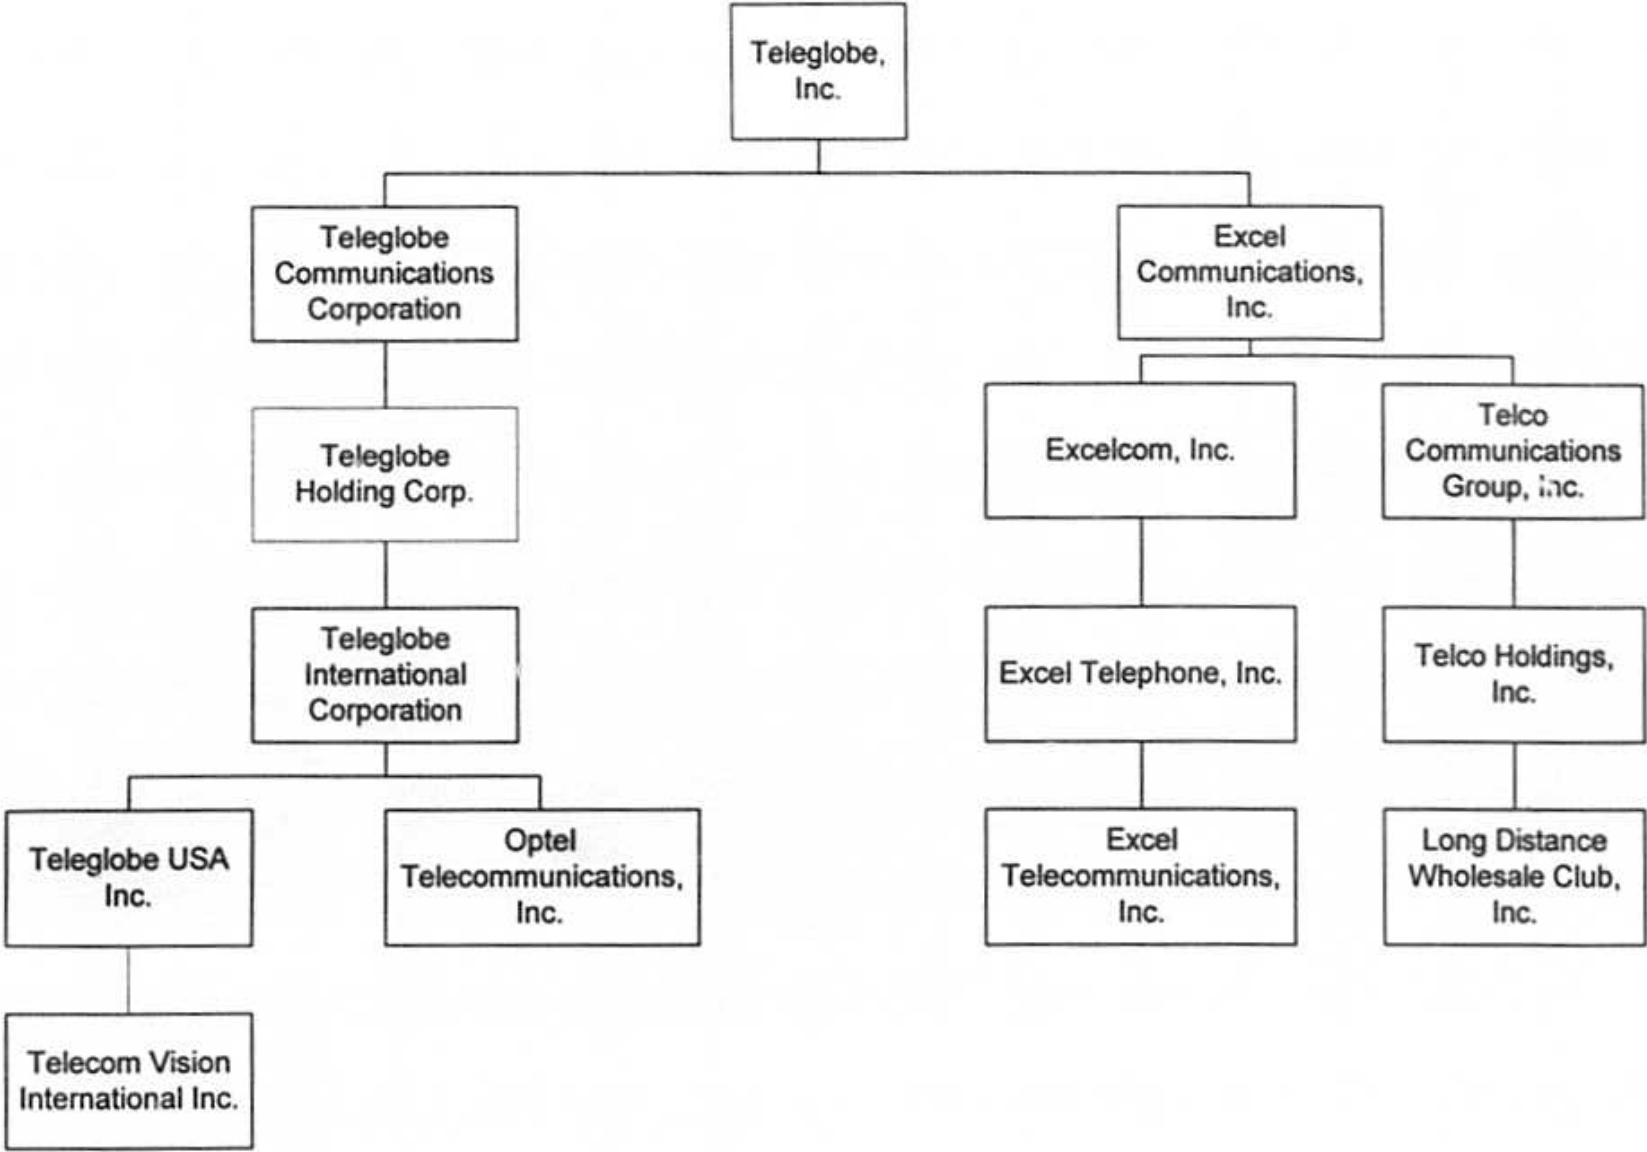 Teleglobe,
Inc.
Teleglobe
Communications
Corporation
Excel
Communications,
Inc.
Teleglobe
Holding Corp.
Excelcom, Inc.
Telco
Communications
Group, Inc.
Teleglobe
International
Corporation
Excel Telephone, Inc.
Telco Holdings,
Inc.
Teleglobe USA
Inc.
Optel
Telecommunications,
Inc.
Excel
Telecommunications,
Inc.
Long Distance
Wholesale Club,
Inc.
Telecom Vision
International Inc.